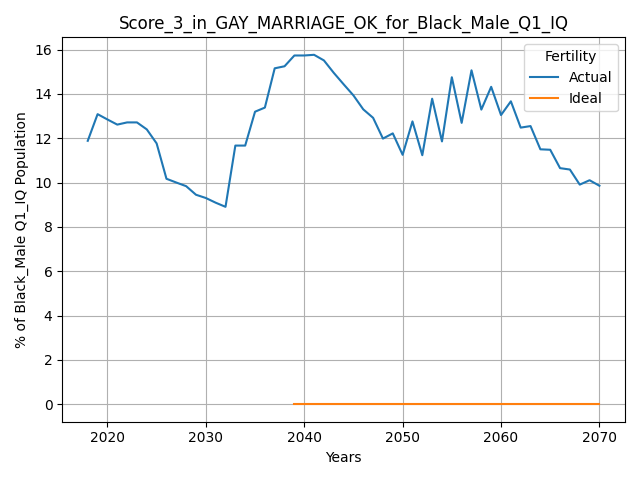 Score_3_in_GAY_MARRIAGE_OK_for_Black_Male_Q1_IQ
Fertility
Actual
Ideal
% of Black_Male Q1_IQ Population
16
14
12
10
8
6
4
2
0
2020 2030 2040 2050 2060 2070
Years